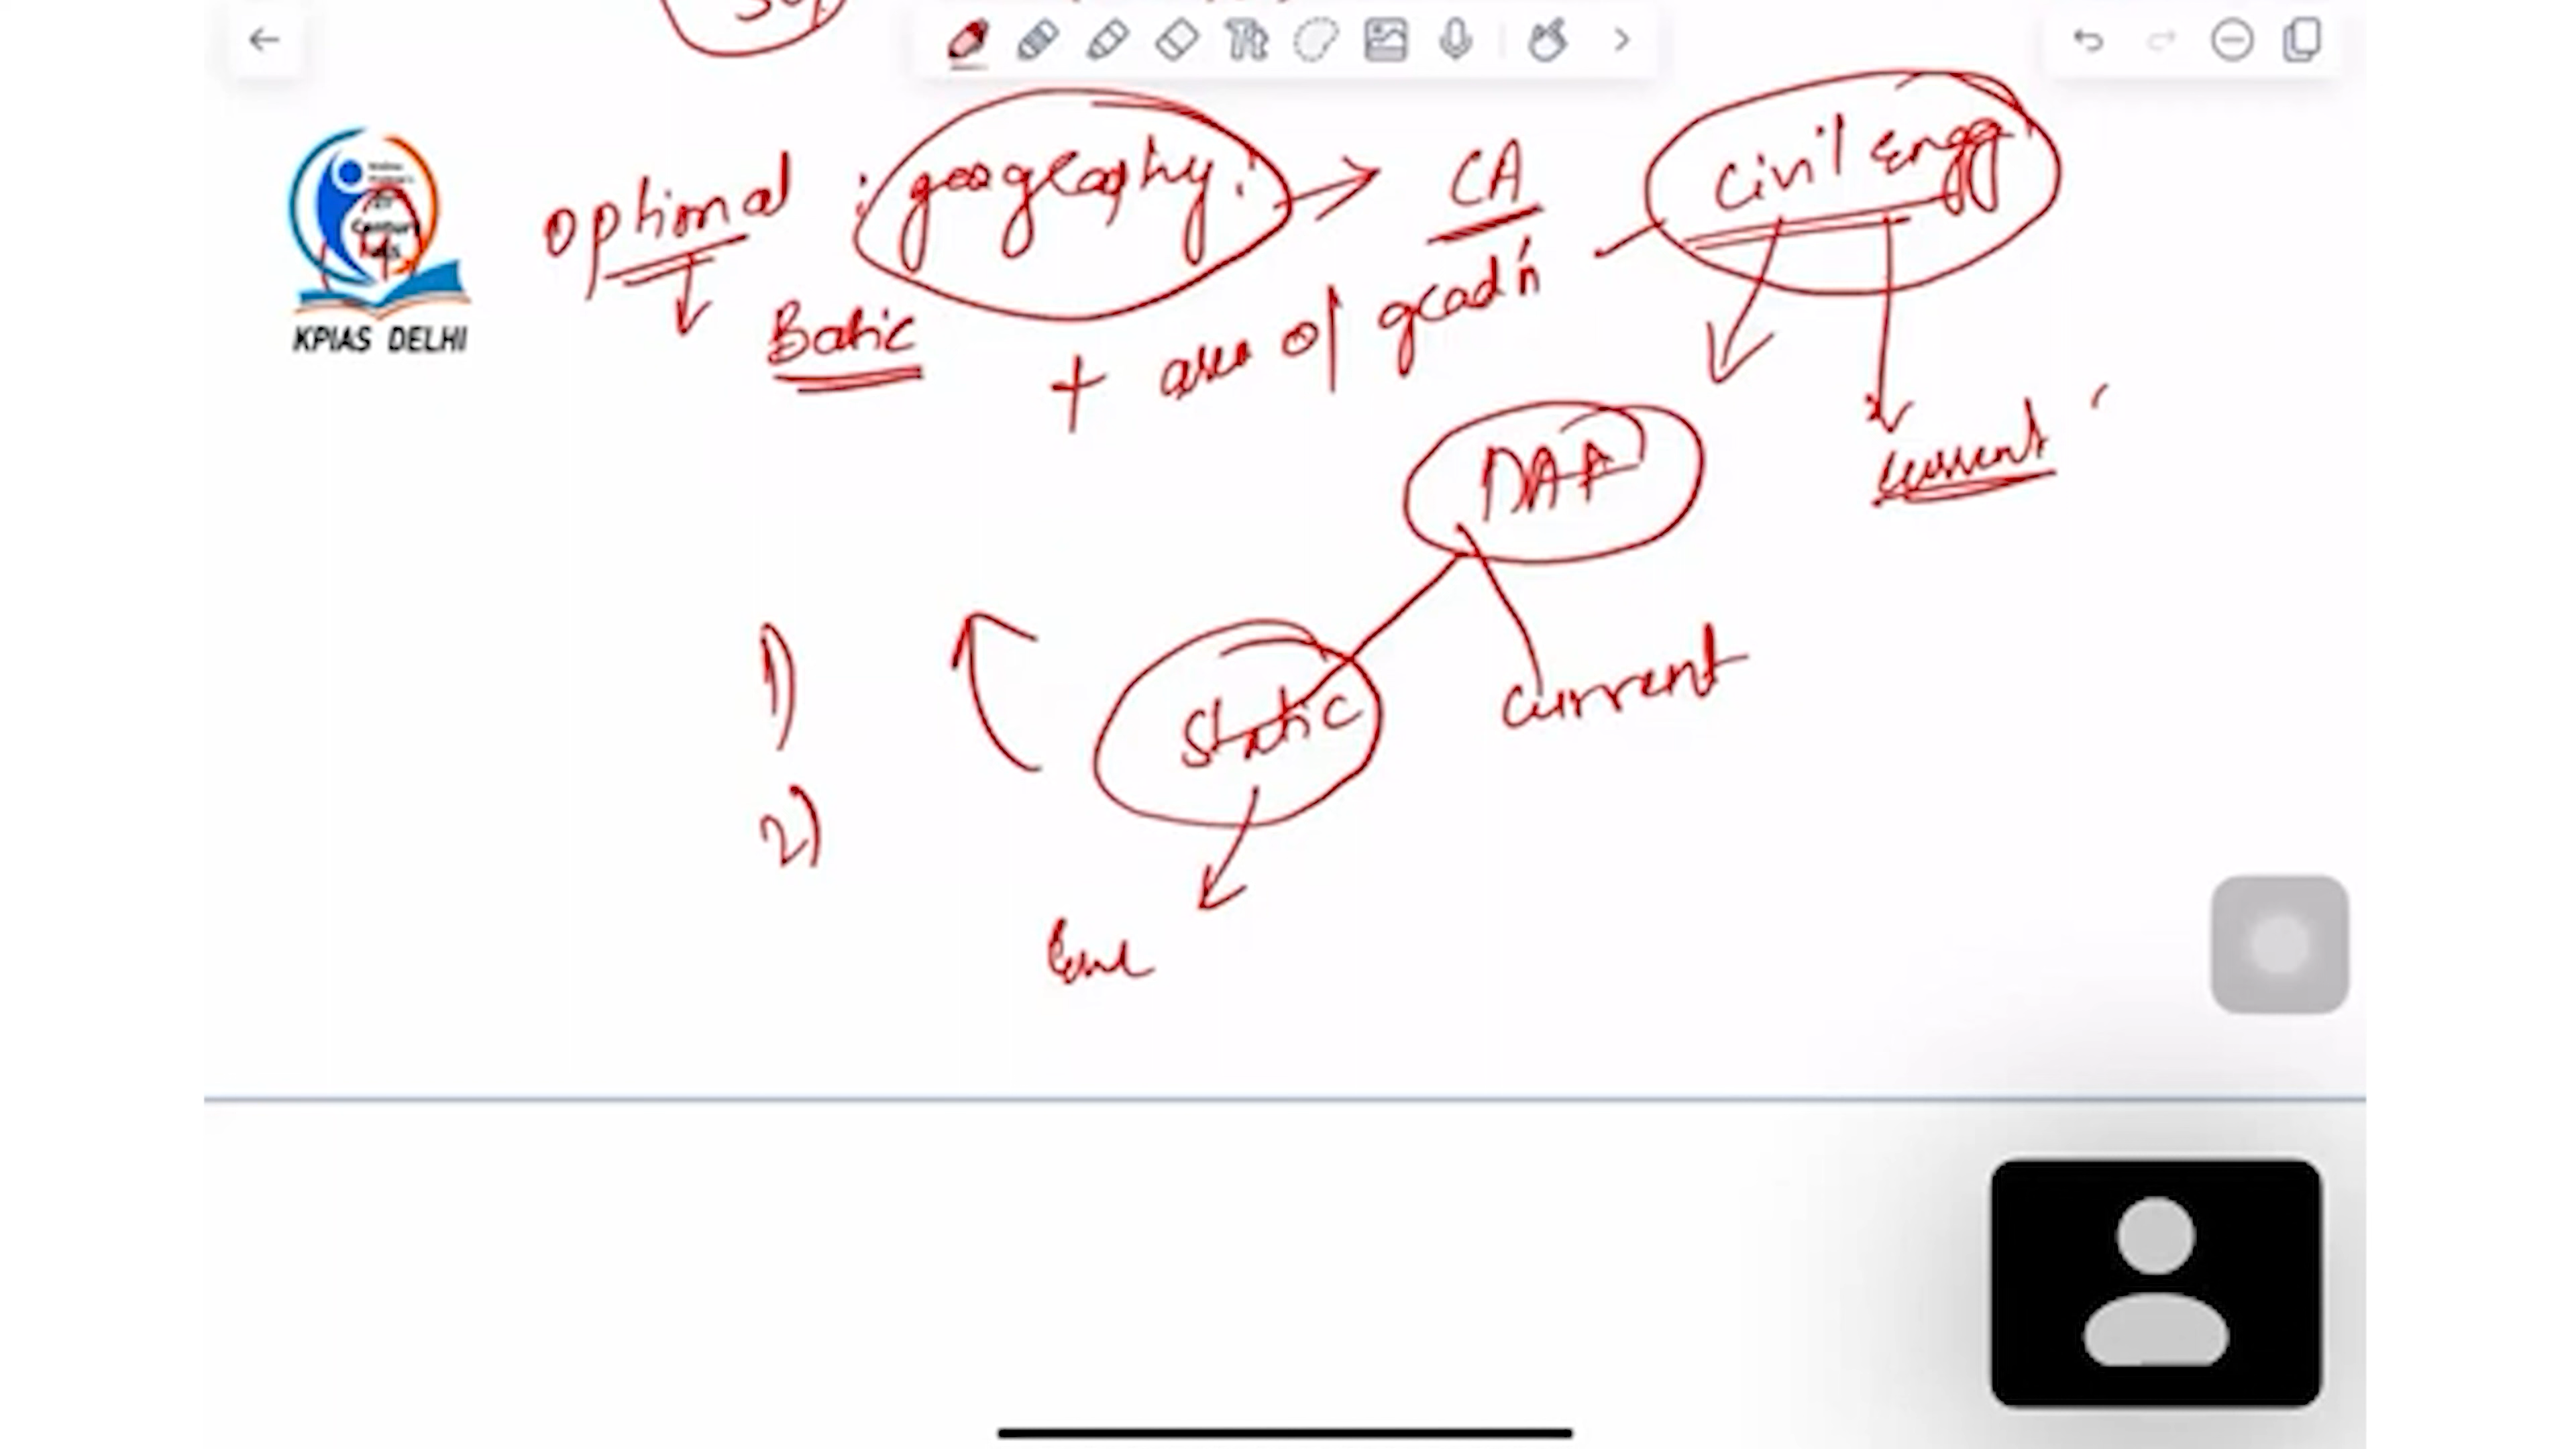 Optional : geography : → CA
Civil Engg
Basic + area of gradn
DAF
current
Static
current
1)
2)
KPIAS DELHI